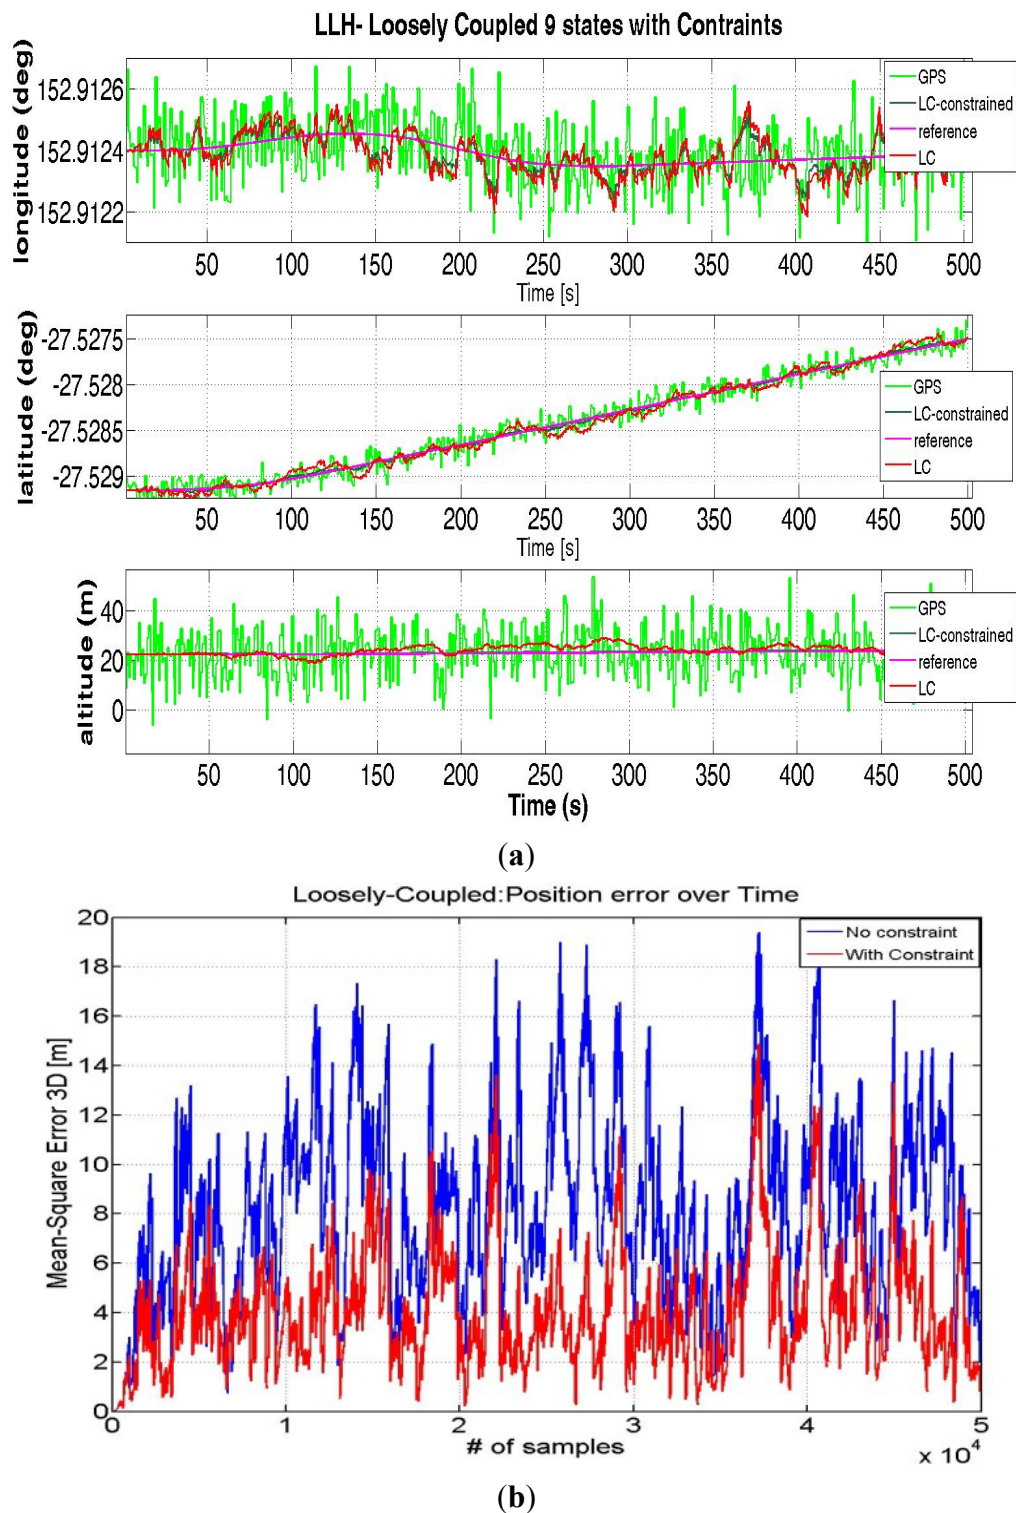 LLH- Loosely Coupled 9 states with Contraints
longitude (deg)
152.9126
152.9124
152.9122
GPS
LC-constrained
reference
LC
50 100 150 200 250 300 350 400 450 500
Time [s]
latitude (deg)
-27.5275
-27.528
-27.5285
-27.529
GPS
LC-constrained
reference
LC
50 100 150 200 250 300 350 400 450 500
Time [s]
altitude (m)
40
20
0
GPS
LC-constrained
reference
LC
50 100 150 200 250 300 350 400 450 500
Time (s)
(a)
Loosely-Coupled:Position error over Time
Mean-Square Error 3D [m]
20
18
16
14
12
10
8
6
4
2
0
No constraint
With Constraint
0 1 2 3 4 5
# of samples
x 10^4
(b)